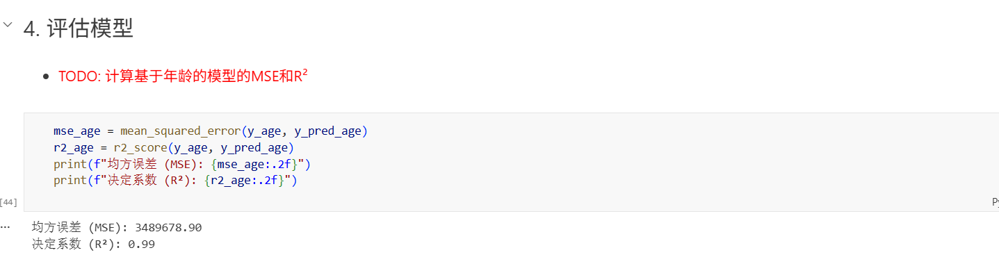 4. 评估模型
TODO: 计算基于年龄的模型的MSE和R²
mse_age = mean_squared_error(y_age, y_pred_age)
r2_age = r2_score(y_age, y_pred_age)
print(f"均方误差 (MSE): {mse_age:.2f}")
print(f"决定系数 (R²): {r2_age:.2f}")
[44]
Py
... 均方误差 (MSE): 3489678.90
决定系数 (R²): 0.99